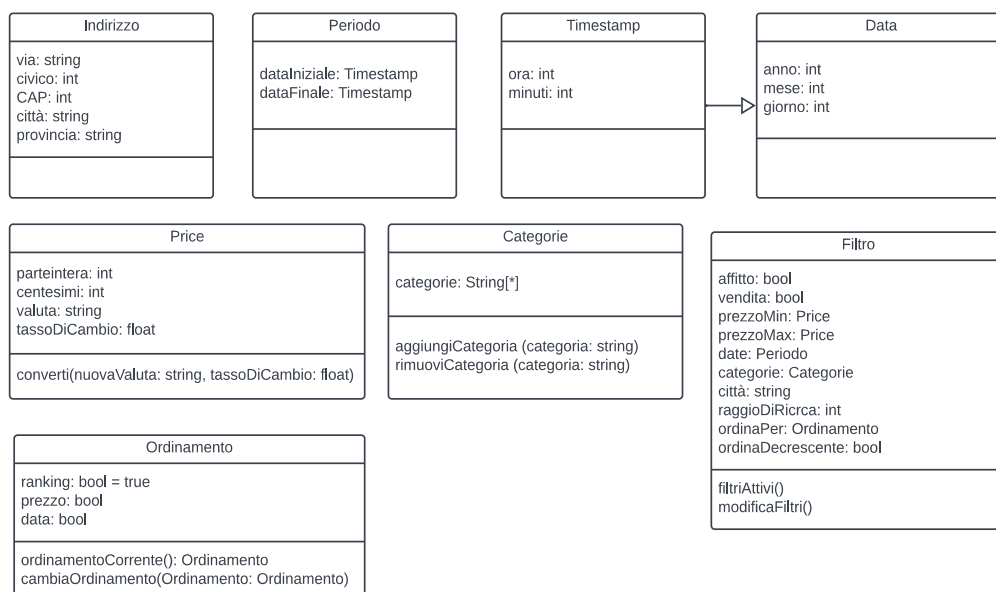 Indirizzo
via: string
civico: int
CAP: int
città: string
provincia: string
Periodo
dataIniziale: Timestamp
dataFinale: Timestamp
Timestamp
ora: int
minuti: int
Data
anno: int
mese: int
giorno: int
Price
parteintera: int
centesimi: int
valuta: string
tassoDiCambio: float
converti(nuovaValuta: string, tassoDiCambio: float)
Categorie
categorie: String[*]
aggiungiCategoria (categoria: string)
rimuoviCategoria (categoria: string)
Filtro
affitto: bool
vendita: bool
prezzoMin: Price
prezzoMax: Price
date: Periodo
categorie: Categorie
città: string
raggioDiRicrca: int
ordinaPer: Ordinamento
ordinaDecrescente: bool
filtriAttivi()
modificaFiltri()
Ordinamento
ranking: bool = true
prezzo: bool
data: bool
ordinamentoCorrente(): Ordinamento
cambiaOrdinamento(Ordinamento: Ordinamento)